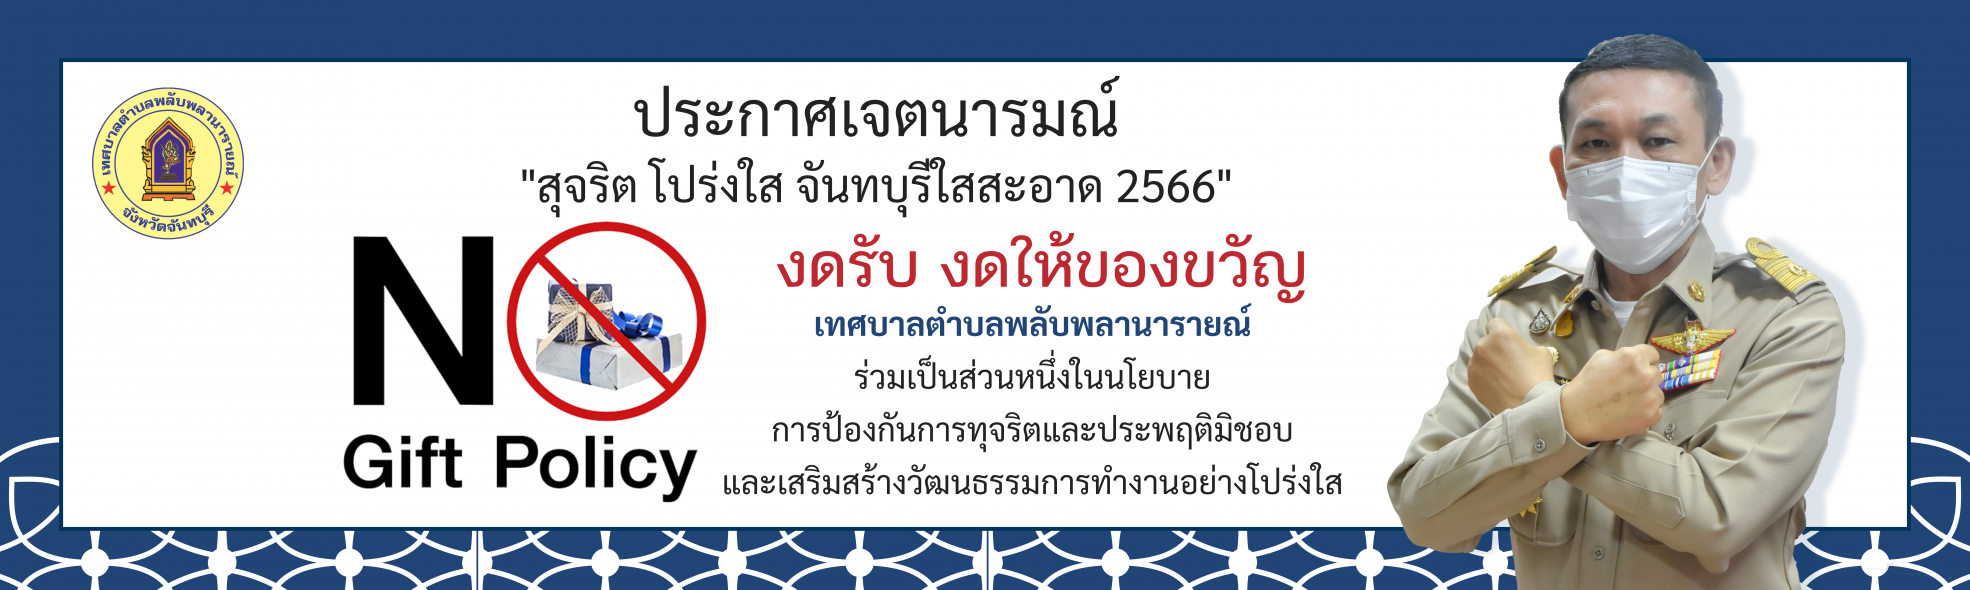 เทศบาลตำบลพลับพลานารายณ์
จังหวัดจันทบุรี
ประกาศเจตนารมณ์
"สุจริต โปร่งใส จันทบุรีใสสะอาด 2566"
NO
Gift Policy
งดรับ งดให้ของขวัญ
เทศบาลตำบลพลับพลานารายณ์
ร่วมเป็นส่วนหนึ่งในนโยบาย
การป้องกันการทุจริตและประพฤติมิชอบ
และเสริมสร้างวัฒนธรรมการทำงานอย่างโปร่งใส